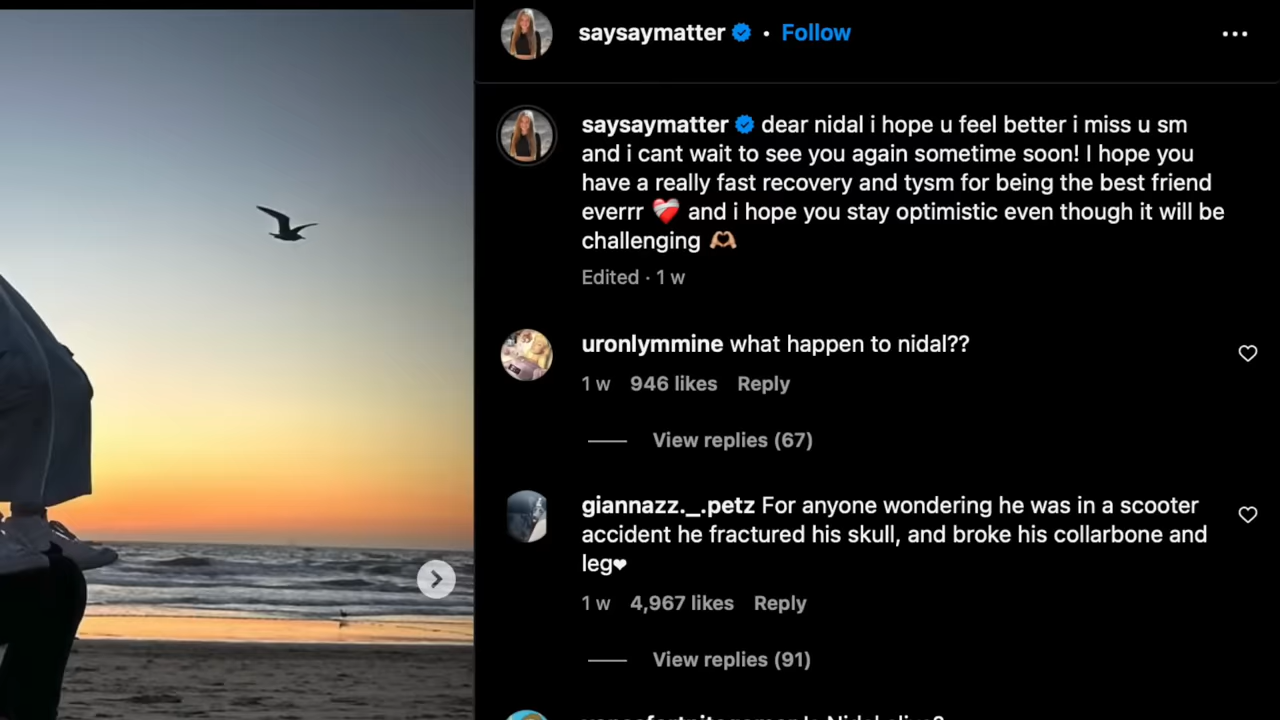 saysaymatter • Follow
saysaymatter dear nidal i hope u feel better i miss u sm
and i cant wait to see you again sometime soon! I hope you
have a really fast recovery and tysm for being the best friend
everrr ❤️‍🩹 and i hope you stay optimistic even though it will be
challenging 🫶🏼
Edited · 1 w
uronlymmine what happen to nidal??
1 w 946 likes Reply
View replies (67)
giannazz._.petz For anyone wondering he was in a scooter
accident he fractured his skull, and broke his collarbone and
leg❤
1 w 4,967 likes Reply
View replies (91)
Is Nidal alive?